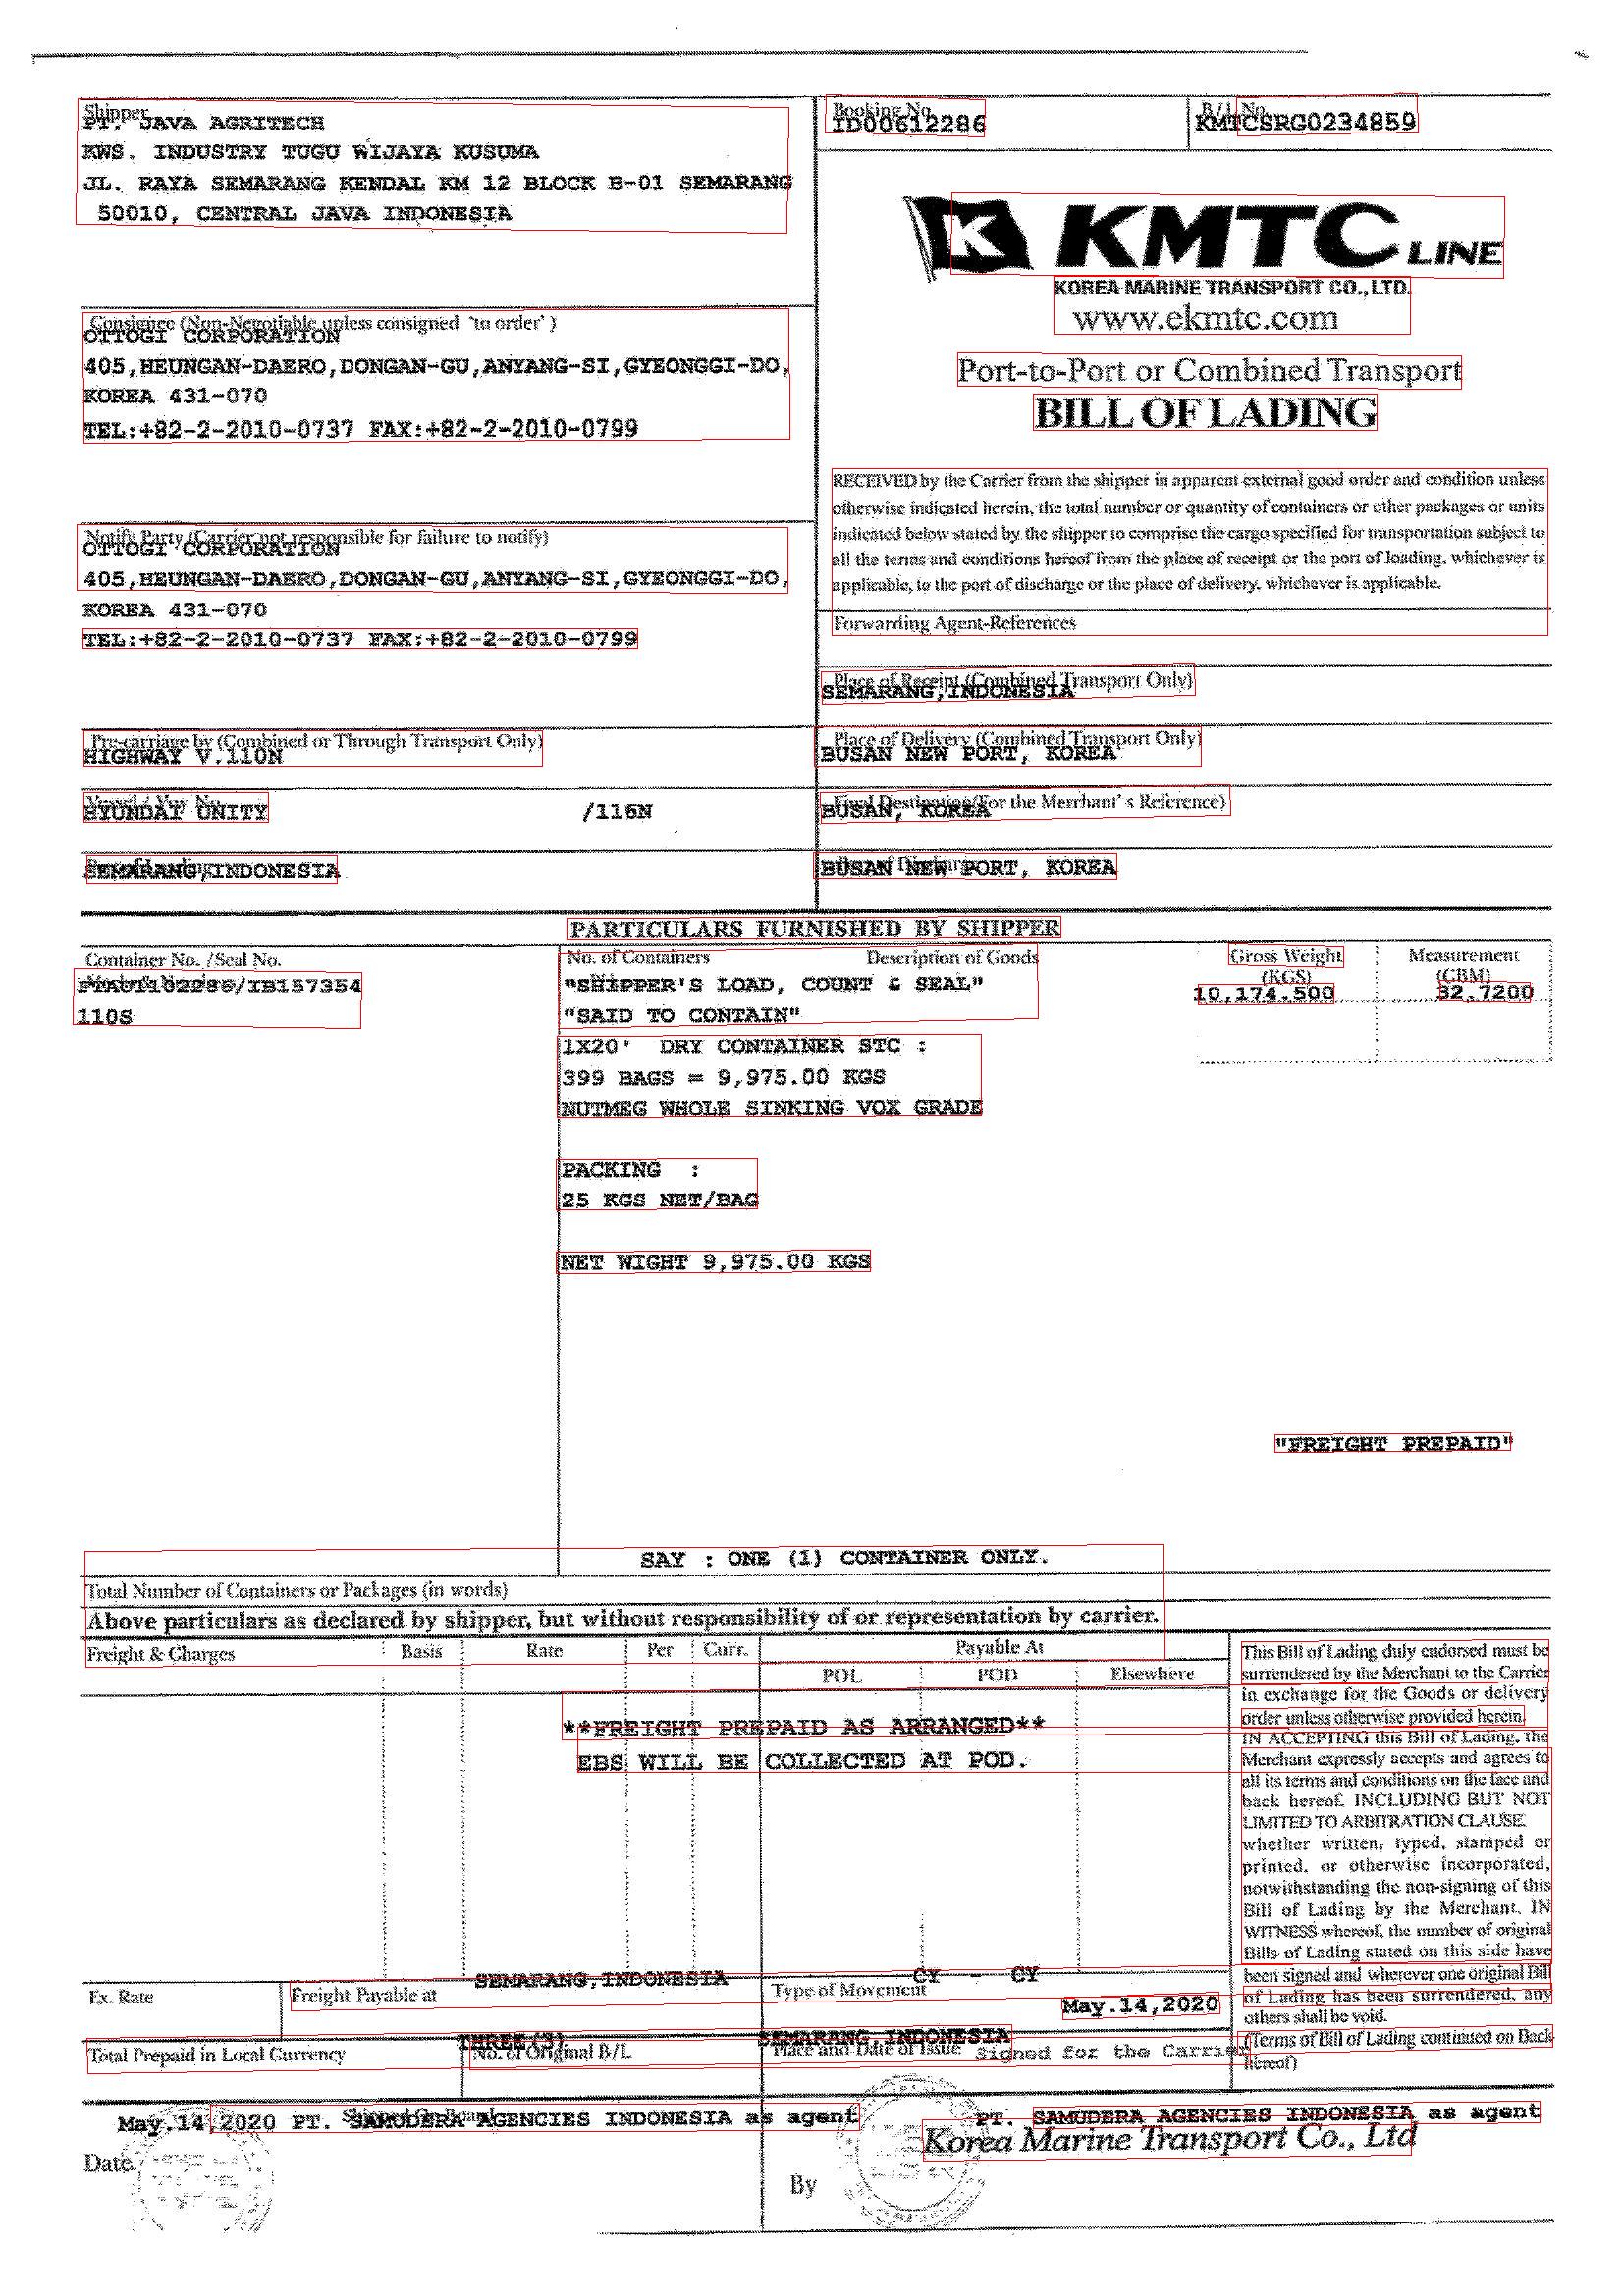 Shipper
PT. JAVA AGRITECH
KWS. INDUSTRY TUGU WIJAYA KUSUMA
JL. RAYA SEMARANG KENDAL KM 12 BLOCK B-01 SEMARANG
50010, CENTRAL JAVA INDONESIA
Booking No.
ID00612286
B/L No.
KMTCSRG0234859
K KMTC LINE
KOREA MARINE TRANSPORT CO.,LTD.
www.ekmtc.com
Port-to-Port or Combined Transport
BILL OF LADING
Consignee (Non-Negotiable unless consigned 'to order')
OTTOGI CORPORATION
405,HEUNGAN-DAERO,DONGAN-GU,ANYANG-SI,GYEONGGI-DO,
KOREA 431-070
TEL:+82-2-2010-0737 FAX:+82-2-2010-0799
RECEIVED by the Carrier from the shipper in apparent external good order and condition unless
otherwise indicated herein, the total number or quantity of containers or other packages or units
indicated below stated by the shipper to comprise the cargo specified for transportation subject to
all the terms and conditions hereof from the place of receipt or the port of loading, whichever is
applicable, to the port of discharge or the place of delivery, whichever is applicable.
Forwarding Agent-References
Notify Party (Carrier not responsible for failure to notify)
OTTOGI CORPORATION
405,HEUNGAN-DAERO,DONGAN-GU,ANYANG-SI,GYEONGGI-DO,
KOREA 431-070
TEL:+82-2-2010-0737 FAX:+82-2-2010-0799
Place of Receipt (Combined Transport Only)
SEMARANG,INDONESIA
Pre-carriage by (Combined or Through Transport Only)
HIGHWAY V.110N
Place of Delivery (Combined Transport Only)
BUSAN NEW PORT, KOREA
Vessel / Voy No.
HYUNDAI UNITY /116N
Final Destination(For the Merchant's Reference)
BUSAN, KOREA
SEMARANG,INDONESIA
BUSAN NEW PORT, KOREA
PARTICULARS FURNISHED BY SHIPPER
Container No. /Seal No.
No. of Containers Description of Goods
Gross Weight
(KGS)
Measurement
(CBM)
/IB157354
110S
"SHIPPER'S LOAD, COUNT & SEAL"
10,174.500
32.7200
"SAID TO CONTAIN"
1X20' DRY CONTAINER STC :
399 BAGS = 9,975.00 KGS
NUTMEG WHOLE SINKING VOX GRADE
PACKING :
25 KGS NET/BAG
NET WIGHT 9,975.00 KGS
"FREIGHT PREPAID"
SAY : ONE (1) CONTAINER ONLY.
Total Number of Containers or Packages (in words)
Above particulars as declared by shipper, but without responsibility of or representation by carrier.
Freight & Charges Basis Rate Per Curr. Payable At
POL POD Elsewhere
**FREIGHT PREPAID AS ARRANGED**
EBS WILL BE COLLECTED AT POD.
This Bill of Lading duly endorsed must be
surrendered by the Merchant to the Carrier
in exchange for the Goods or delivery
order unless otherwise provided herein.
IN ACCEPTING this Bill of Lading, the
Merchant expressly accepts and agrees to
all its terms and conditions on the face and
back hereof. INCLUDING BUT NOT
LIMITED TO ARBITRATION CLAUSE,
whether written, typed, stamped or
printed, or otherwise incorporated,
notwithstanding the non-signing of this
Bill of Lading by the Merchant. IN
WITNESS whereof, the number of original
Bills of Lading stated on this side have
been signed and wherever one original Bill
of Lading has been surrendered, any
others shall be void.
(Terms of Bill of Lading continued on Back
hereof)
Ex. Rate
Freight Payable at
SEMARANG,INDONESIA
Type of Movement
CY - CY
May.14,2020
Total Prepaid in Local Currency
THREE(3)
No. of Original B/L
SEMARANG,INDONESIA
Place and Date of Issue
Signed for the Carrier
May.14,2020 PT. SAMUDERA AGENCIES INDONESIA as agent
Date
PT. SAMUDERA AGENCIES INDONESIA as agent
Korea Marine Transport Co., Ltd
By